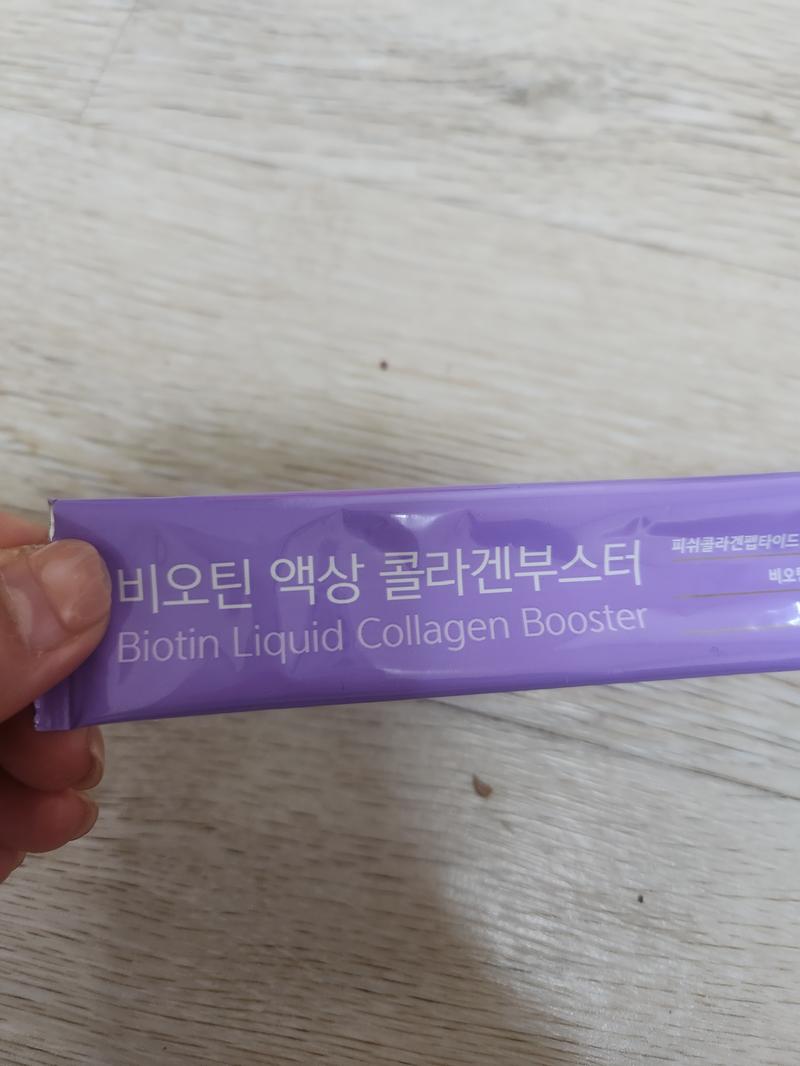 비오틴 액상 콜라겐부스터
Biotin Liquid Collagen Booster
피쉬콜라겐펩타이드